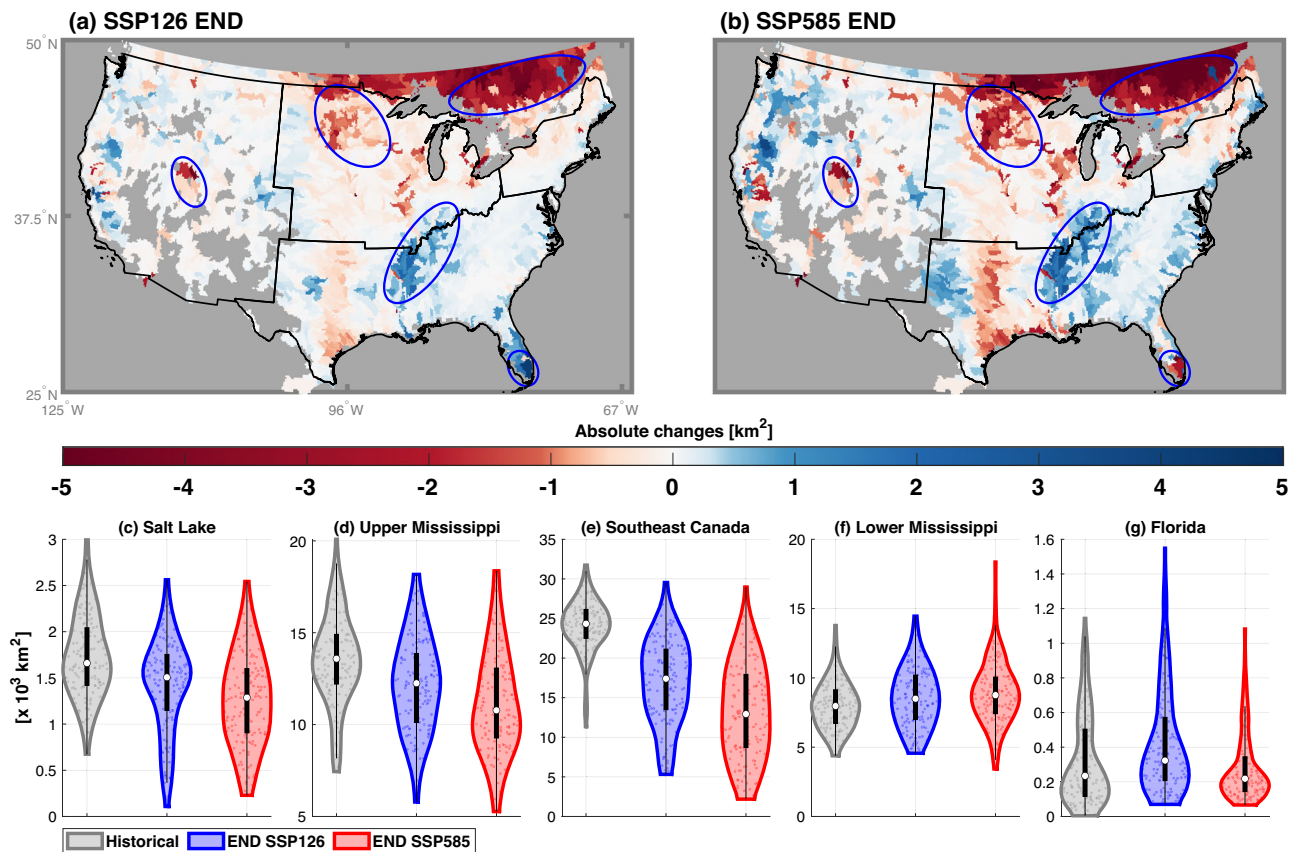 (a) SSP126 END
(b) SSP585 END
50°N
37.5°N
25°N
125°W
96°W
67°W
Absolute changes [km²]
-5 -4 -3 -2 -1 0 1 2 3 4 5
(c) Salt Lake
(d) Upper Mississippi
(e) Southeast Canada
(f) Lower Mississippi
(g) Florida
[x 10³ km²]
3
2.5
2
1.5
1
0.5
0
20
15
10
5
35
30
25
20
15
10
5
0
20
15
10
5
0
1.6
1.4
1.2
1.0
0.8
0.6
0.4
0.2
0
Historical
END SSP126
END SSP585